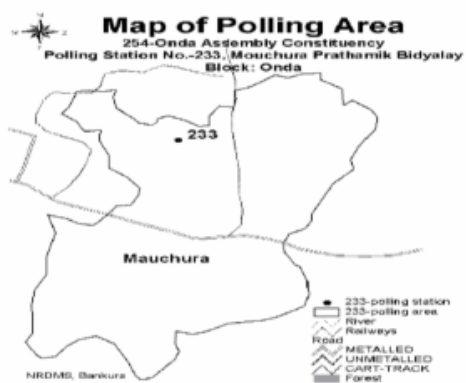 Map of Polling Area
254-Onda Assembly Constituency
Polling Station No.-233, Mouchura Prathamik Bidyalay
Block: Onda
233
Mauchura
233-polling station
233-polling area
River
Railways
Road
METALLED
UNMETALLED
CART-TRACK
Forest
NRDMS, Bankura